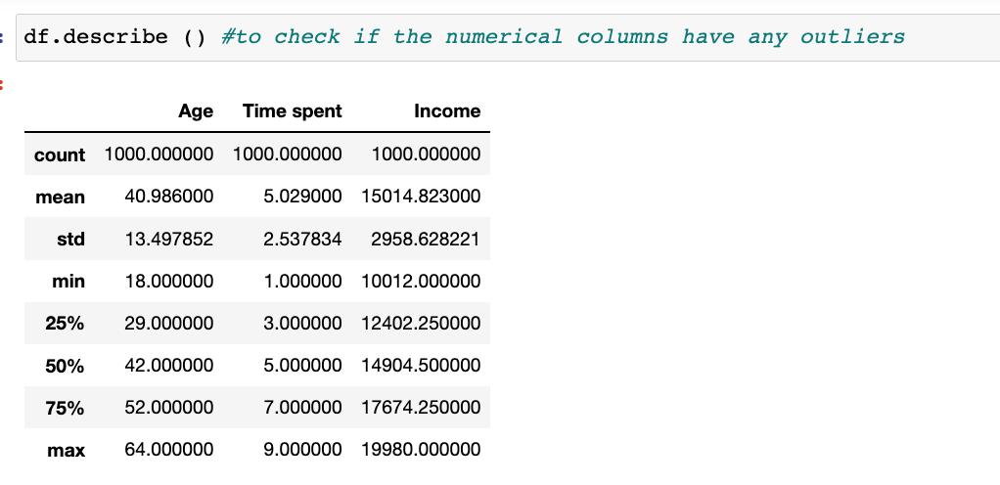 df.describe () #to check if the numerical columns have any outliers
Age Time spent Income
count 1000.000000 1000.000000 1000.000000
mean 40.986000 5.029000 15014.823000
std 13.497852 2.537834 2958.628221
min 18.000000 1.000000 10012.000000
25% 29.000000 3.000000 12402.250000
50% 42.000000 5.000000 14904.500000
75% 52.000000 7.000000 17674.250000
max 64.000000 9.000000 19980.000000